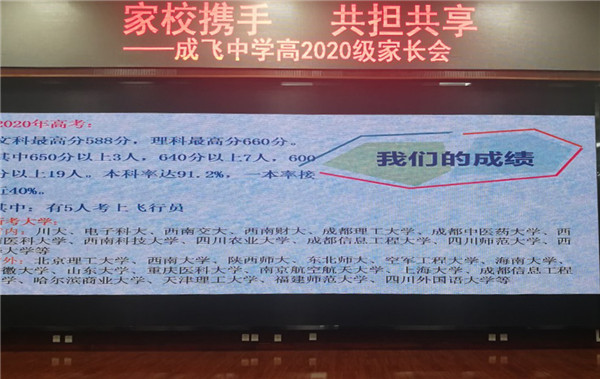 家校携手 共担共享
——成飞中学高2020级家长会
2020年高考:
文科最高分588分，理科最高分660分。
其中650分以上3人，640分以上7人，600
分以上19人。本科率达91.2%，一本率接
近40%。
其中：有5人考上飞行员
考大学：
内：川大、电子科大、西南交大、西南财大、成都理工大学、成都中医药大学、西
医科大学、西南科技大学、四川农业大学、成都信息工程大学、四川师范大学、西
大学等
外：北京理工大学、西南大学、陕西师大、东北师大、空军工程大学、海南大学、
徽大学、山东大学、重庆医科大学、南京航空航天大学、上海大学、成都信息工程
学、哈尔滨商业大学、天津理工大学、福建师范大学、四川外国语大学等
我们的成绩